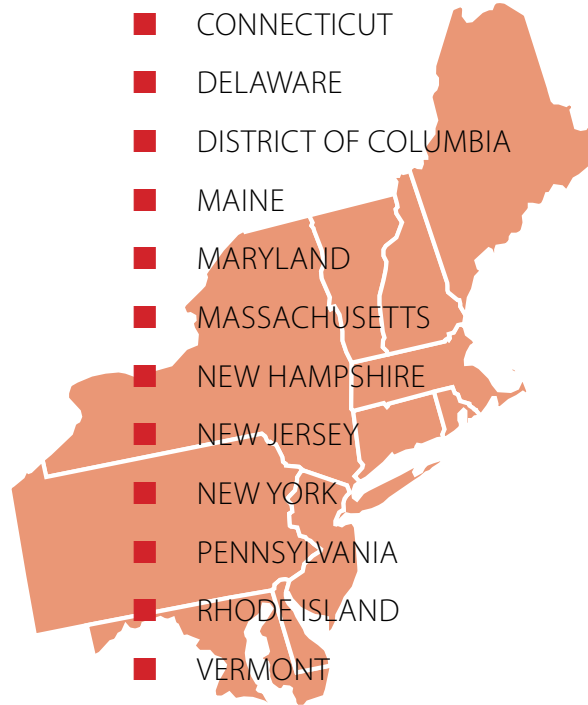 CONNECTICUT
DELAWARE
DISTRICT OF COLUMBIA
MAINE
MARYLAND
MASSACHUSETTS
NEW HAMPSHIRE
NEW JERSEY
NEW YORK
PENNSYLVANIA
RHODE ISLAND
VERMONT